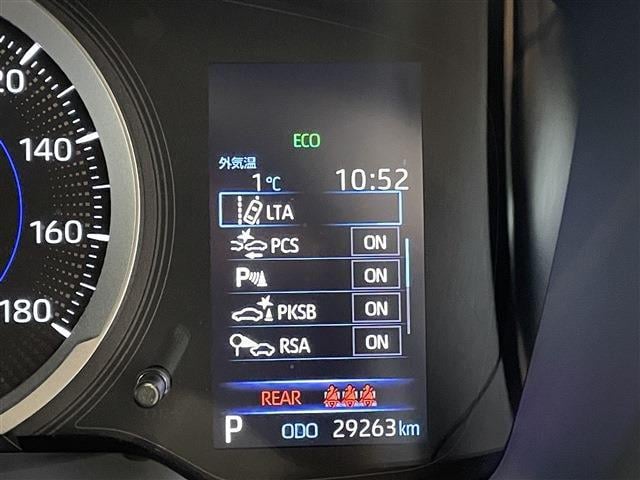 20
140
160
180
ECO
外気温
1℃ 10:52
LTA
PCS ON
P ON
PKSB ON
RSA ON
REAR
P ODO 29263km